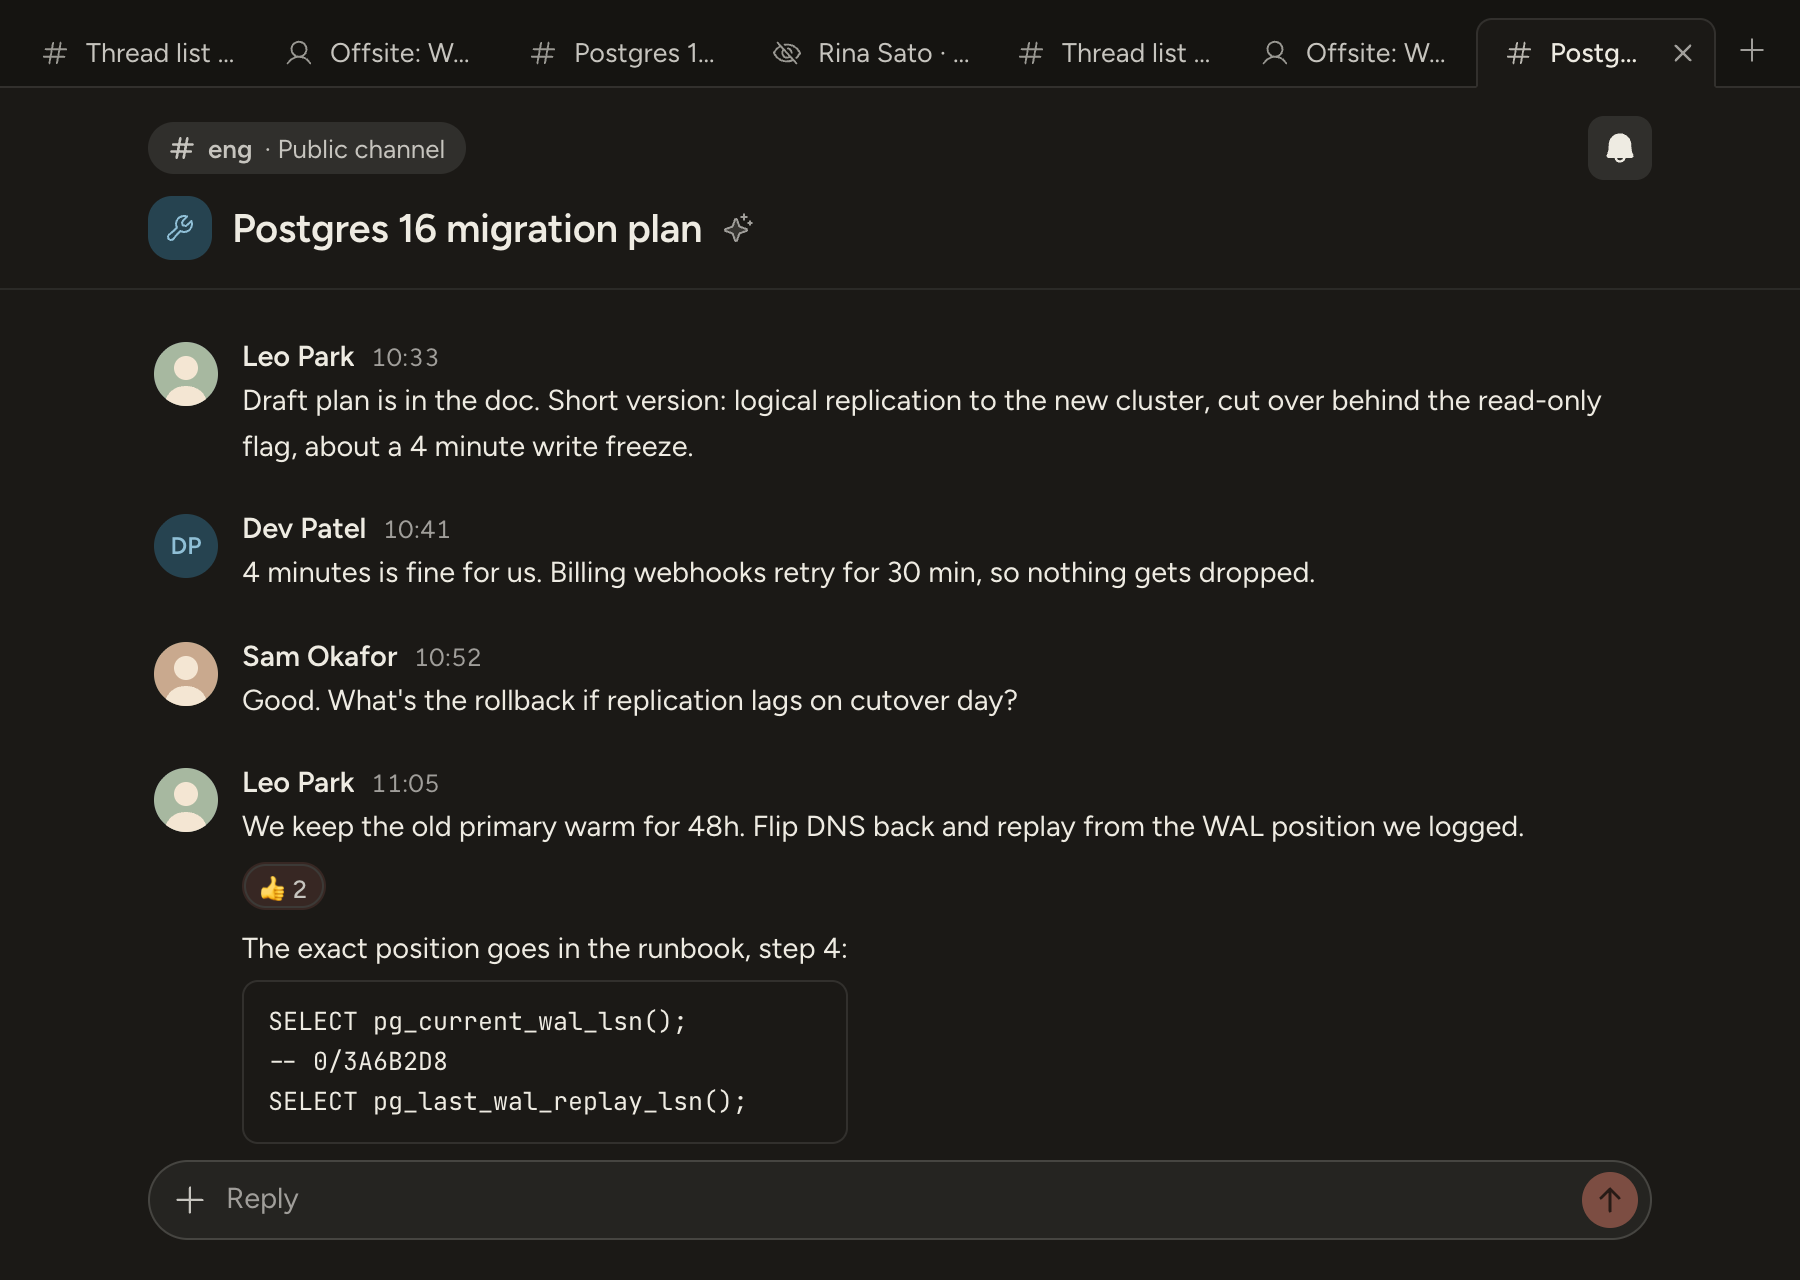 Thread list ...
Offsite: W...
Postgres 1...
Rina Sato · ...
Thread list ...
Offsite: W...
Postg...
# eng · Public channel
Postgres 16 migration plan
Leo Park 10:33
Draft plan is in the doc. Short version: logical replication to the new cluster, cut over behind the read-only
flag, about a 4 minute write freeze.
DP
Dev Patel 10:41
4 minutes is fine for us. Billing webhooks retry for 30 min, so nothing gets dropped.
Sam Okafor 10:52
Good. What's the rollback if replication lags on cutover day?
Leo Park 11:05
We keep the old primary warm for 48h. Flip DNS back and replay from the WAL position we logged.
👍 2
The exact position goes in the runbook, step 4:
SELECT pg_current_wal_lsn();
-- 0/3A6B2D8
SELECT pg_last_wal_replay_lsn();
Reply